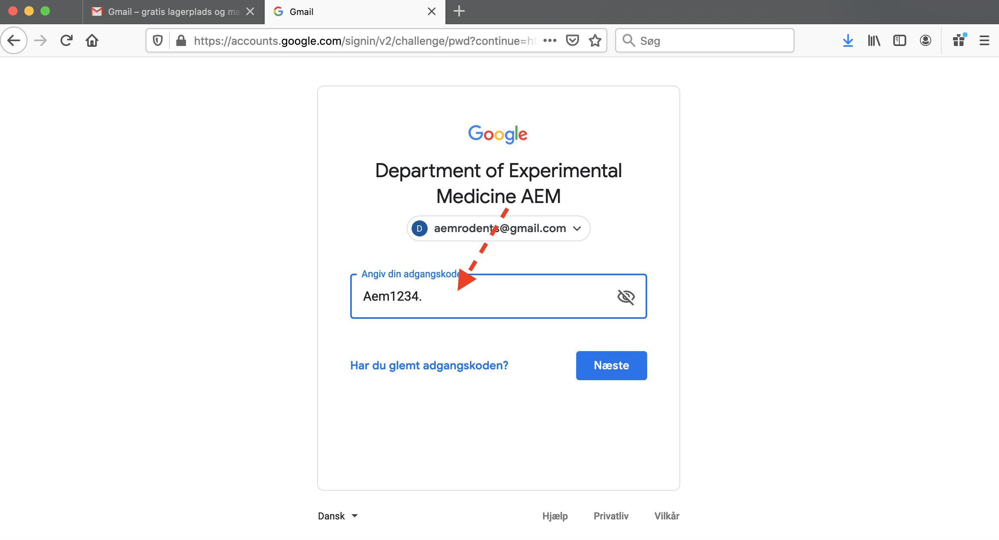 Gmail – gratis lagerplads og ma
Gmail
https://accounts.google.com/signin/v2/challenge/pwd?continue=ht
Søg
Google
Department of Experimental
Medicine AEM
D
aemrodents@gmail.com
Angiv din adgangskode
Aem1234.
Har du glemt adgangskoden?
Næste
Dansk
Hjælp
Privatliv
Vilkår